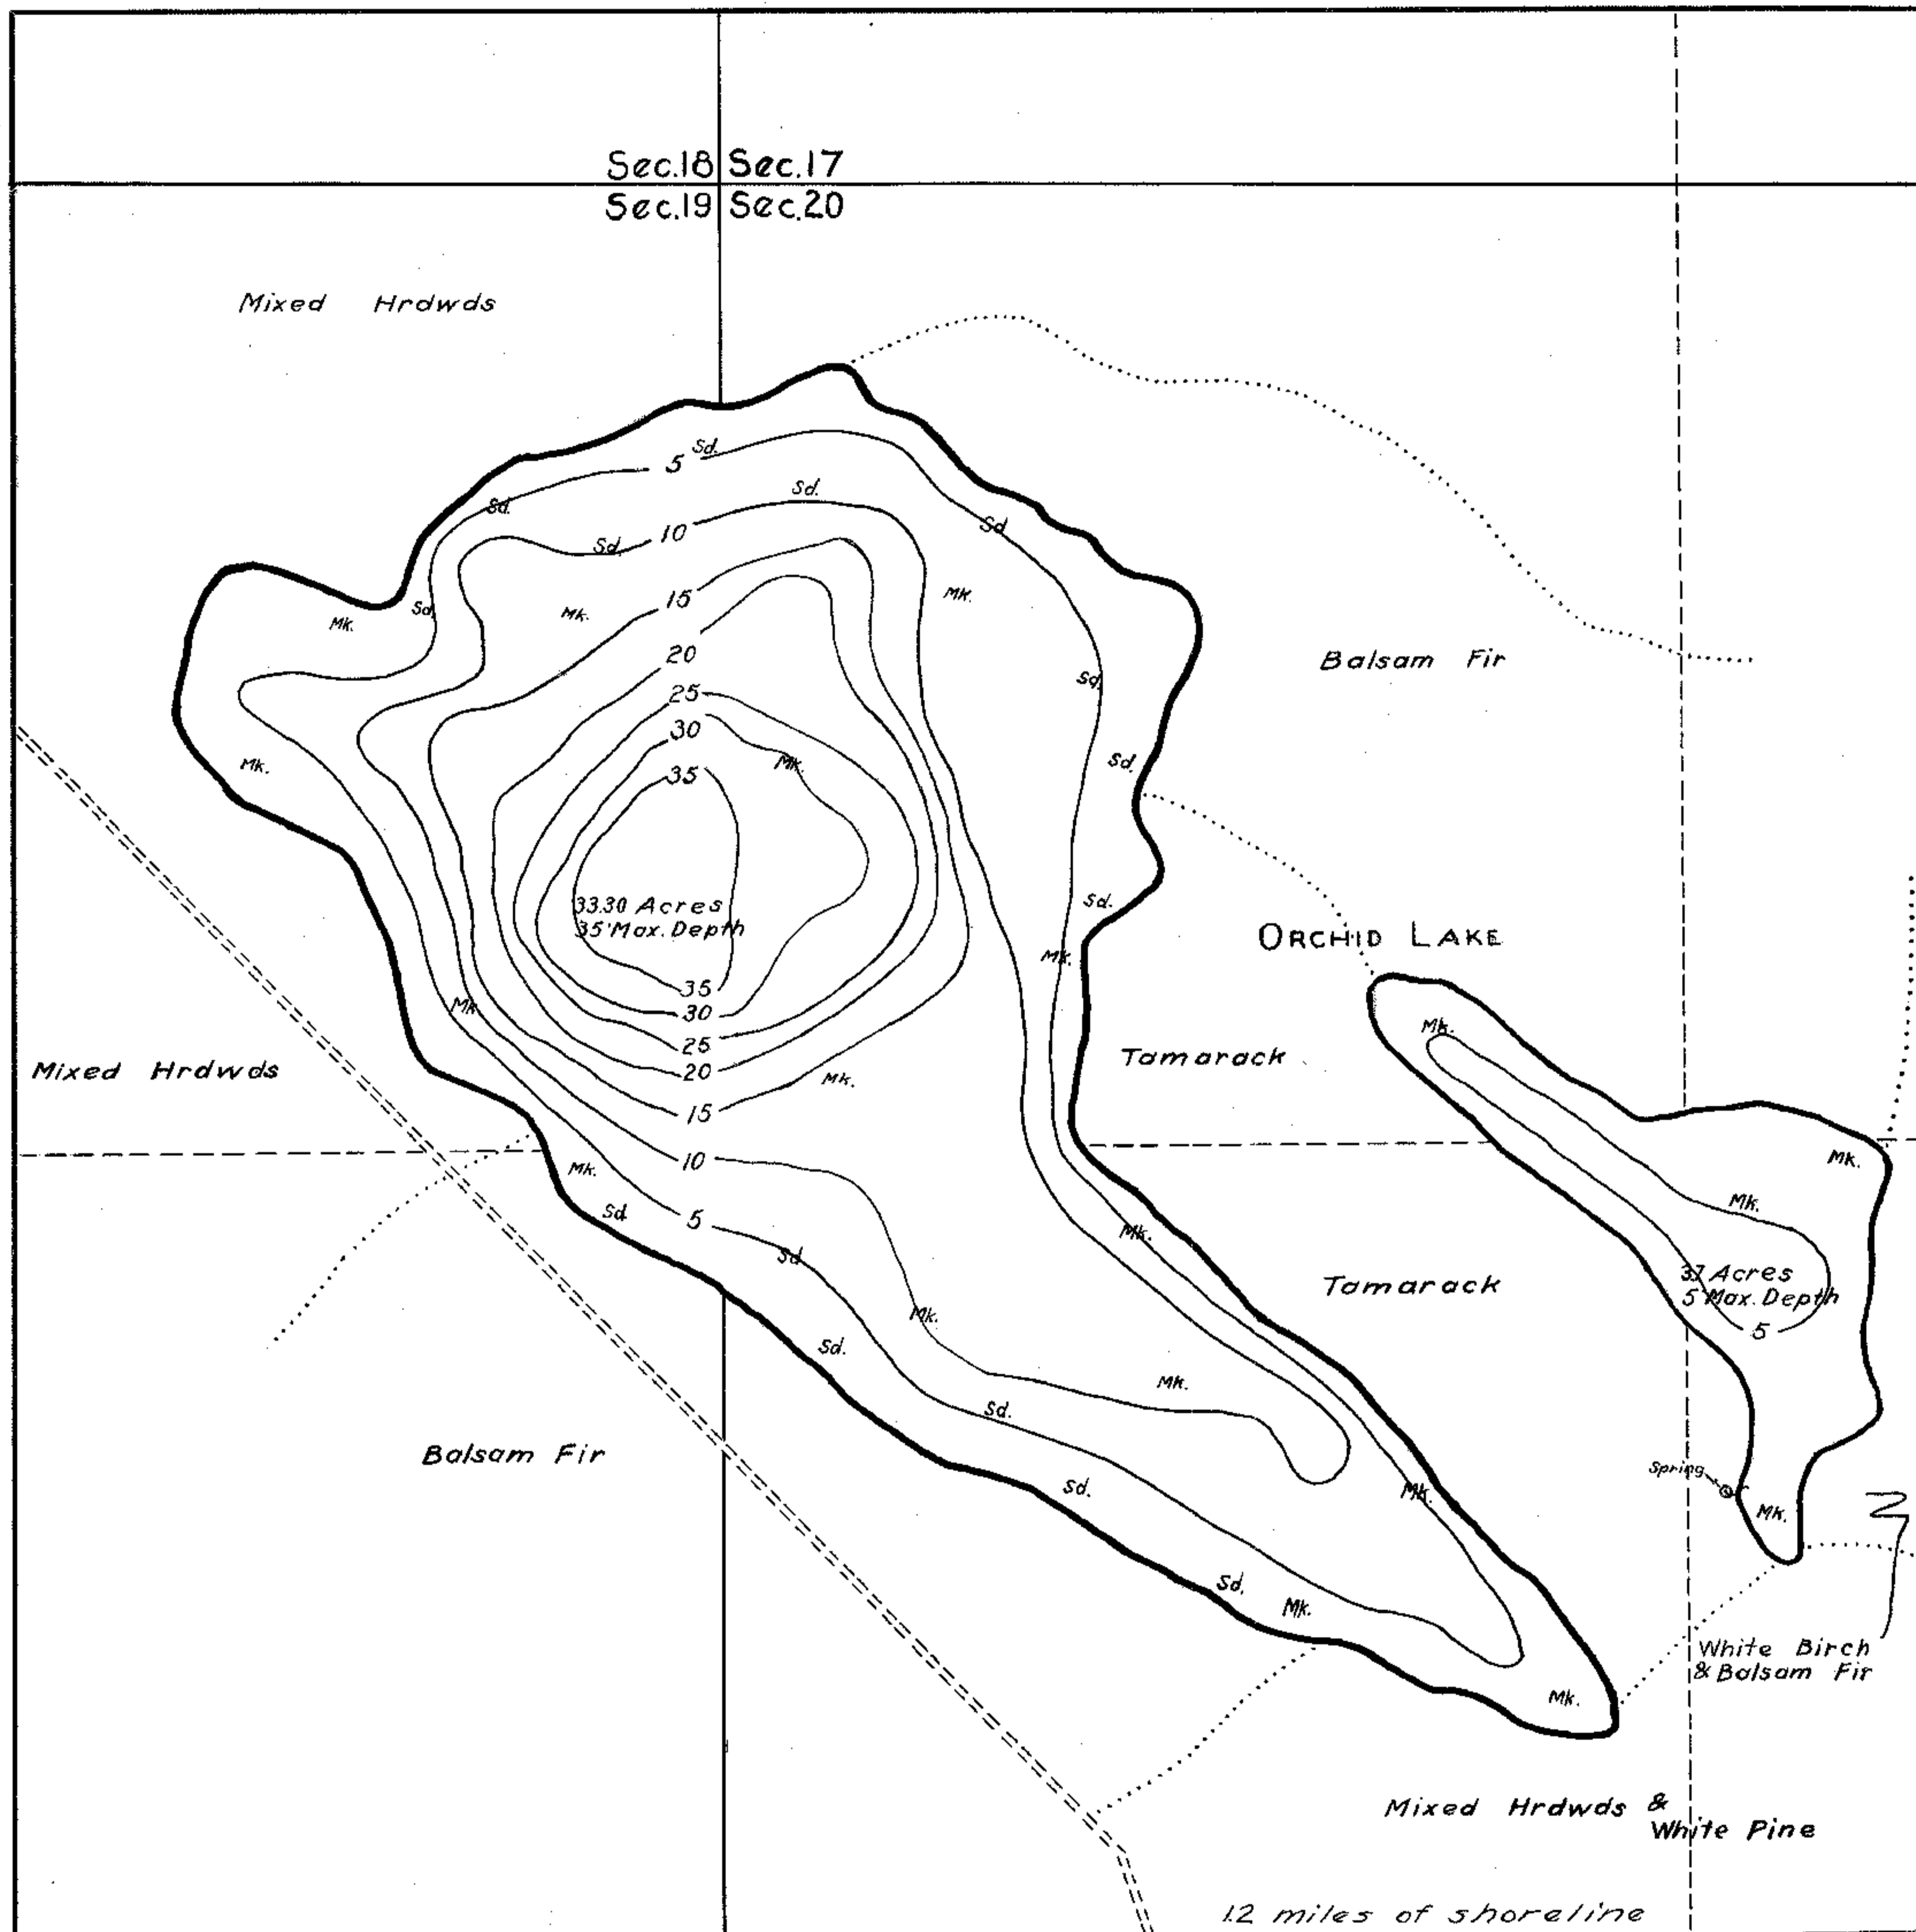 Sec.18 Sec.17
Sec.19 Sec.20
Mixed Hrdwds
Sd.
5
Sd.
Sd.
10
Sd.
Sd.
15
Mk.
Mk.
Sd.
Mk.
20
Balsam Fir
25
Sd.
30
Mk.
Mk.
Sd.
35
33.30 Acres
35' Max. Depth
Sd.
ORCHID LAKE
Mk.
35
Mk.
30
Mk.
25
Tamarack
Mixed Hrdwds
20
Mk.
15
10
Mk.
Mk.
Mk.
Sd.
5
Mk.
Sd.
Tamarack
3.7 Acres
5' Max. Depth
Mk.
5
Sd.
Mk.
Sd.
Balsam Fir
Spring
Sd.
Mk.
Mk.
N
Sd.
Mk.
White Birch
& Balsam Fir
Mk.
Mixed Hrdwds &
White Pine
1.2 miles of shoreline